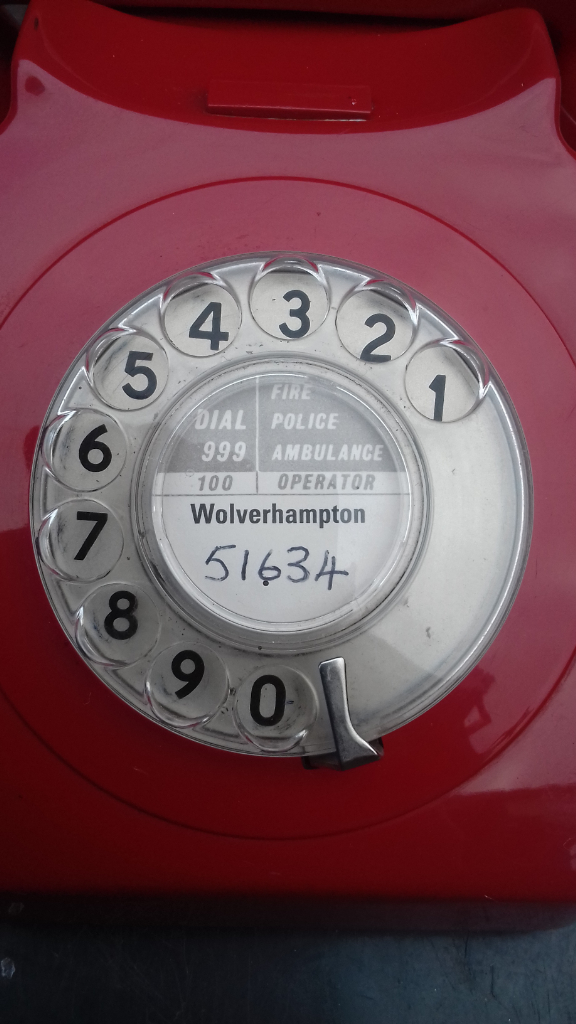 3
4 2
5 1
FIRE
DIAL POLICE
999 AMBULANCE
6
100 OPERATOR
Wolverhampton
7
51634
8
9
0